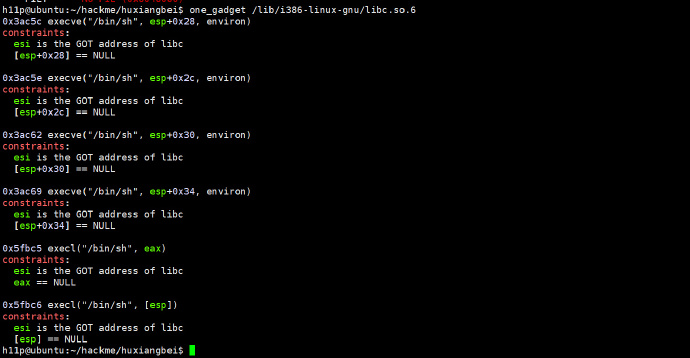 h11p@ubuntu:~/hackme/huxiangbei$ one_gadget /lib/i386-linux-gnu/libc.so.6
0x3ac5c execve("/bin/sh", esp+0x28, environ)
constraints:
  esi is the GOT address of libc
  [esp+0x28] == NULL

0x3ac5e execve("/bin/sh", esp+0x2c, environ)
constraints:
  esi is the GOT address of libc
  [esp+0x2c] == NULL

0x3ac62 execve("/bin/sh", esp+0x30, environ)
constraints:
  esi is the GOT address of libc
  [esp+0x30] == NULL

0x3ac69 execve("/bin/sh", esp+0x34, environ)
constraints:
  esi is the GOT address of libc
  [esp+0x34] == NULL

0x5fbc5 execl("/bin/sh", eax)
constraints:
  esi is the GOT address of libc
  eax == NULL

0x5fbc6 execl("/bin/sh", [esp])
constraints:
  esi is the GOT address of libc
  [esp] == NULL
h11p@ubuntu:~/hackme/huxiangbei$